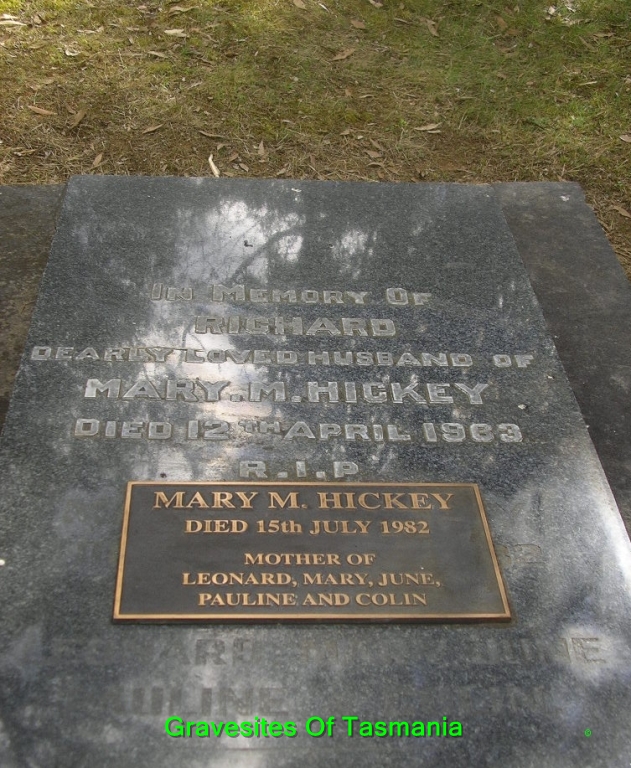 In Memory Of
RICHARD
DEARLY LOVED HUSBAND OF
MARY.M.HICKEY
DIED 12TH APRIL 1963
R.I.P
MARY M. HICKEY
DIED 15th JULY 1982
MOTHER OF
LEONARD, MARY, JUNE,
PAULINE AND COLIN
Gravesites Of Tasmania
©